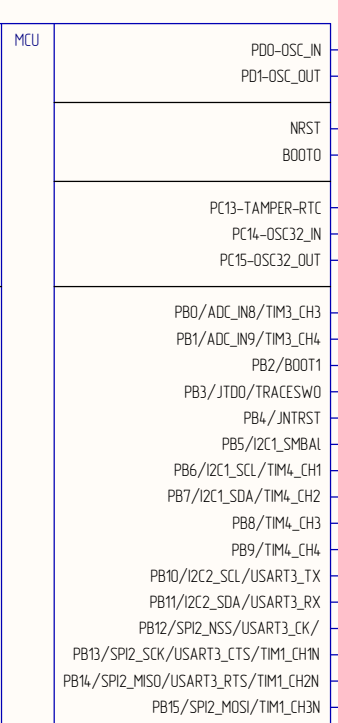 MCU
PD0-OSC_IN
PD1-OSC_OUT
NRST
BOOT0
PC13-TAMPER-RTC
PC14-OSC32_IN
PC15-OSC32_OUT
PB0/ADC_IN8/TIM3_CH3
PB1/ADC_IN9/TIM3_CH4
PB2/BOOT1
PB3/JTDO/TRACESWO
PB4/JNTRST
PB5/I2C1_SMBAl
PB6/I2C1_SCL/TIM4_CH1
PB7/I2C1_SDA/TIM4_CH2
PB8/TIM4_CH3
PB9/TIM4_CH4
PB10/I2C2_SCL/USART3_TX
PB11/I2C2_SDA/USART3_RX
PB12/SPI2_NSS/USART3_CK/
PB13/SPI2_SCK/USART3_CTS/TIM1_CH1N
PB14/SPI2_MISO/USART3_RTS/TIM1_CH2N
PB15/SPI2_MOSI/TIM1_CH3N